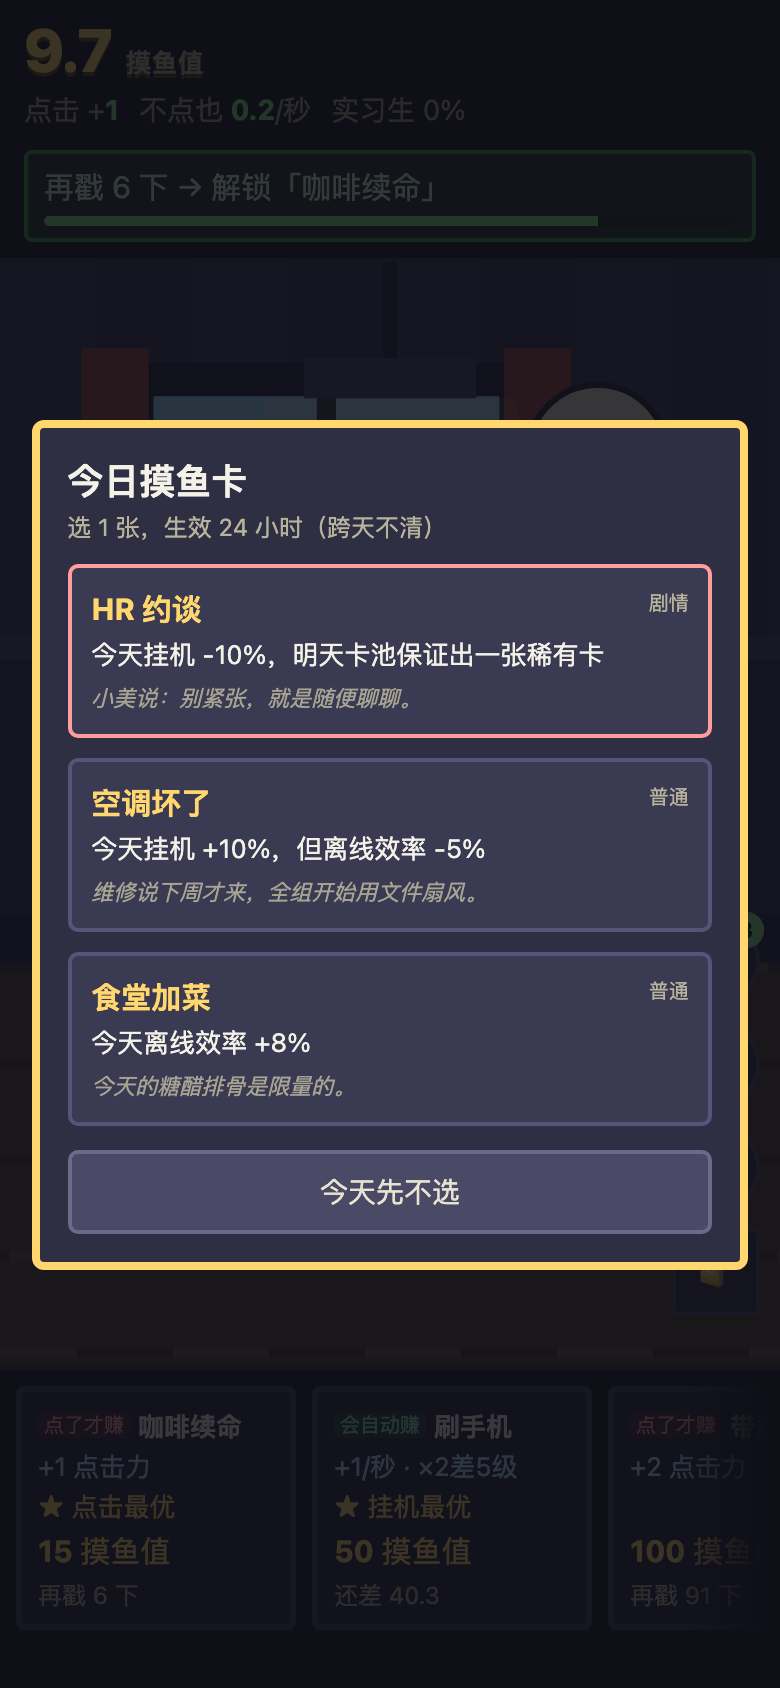 9.7 摸鱼值
点击 +1 不点也 0.2/秒 实习生 0%
再戳 6 下 → 解锁「咖啡续命」
今日摸鱼卡
选 1 张，生效 24 小时（跨天不清）
HR 约谈 剧情
今天挂机 -10%，明天卡池保证出一张稀有卡
小美说：别紧张，就是随便聊聊。
空调坏了 普通
今天挂机 +10%，但离线效率 -5%
维修说下周才来，全组开始用文件扇风。
食堂加菜 普通
今天离线效率 +8%
今天的糖醋排骨是限量的。
今天先不选
点了才赚 咖啡续命
+1 点击力
★ 点击最优
15 摸鱼值
再戳 6 下
会自动赚 刷手机
+1/秒 · ×2差5级
★ 挂机最优
50 摸鱼值
还差 40.3
点了才赚 带
+2 点击力
100 摸鱼
再戳 91 下